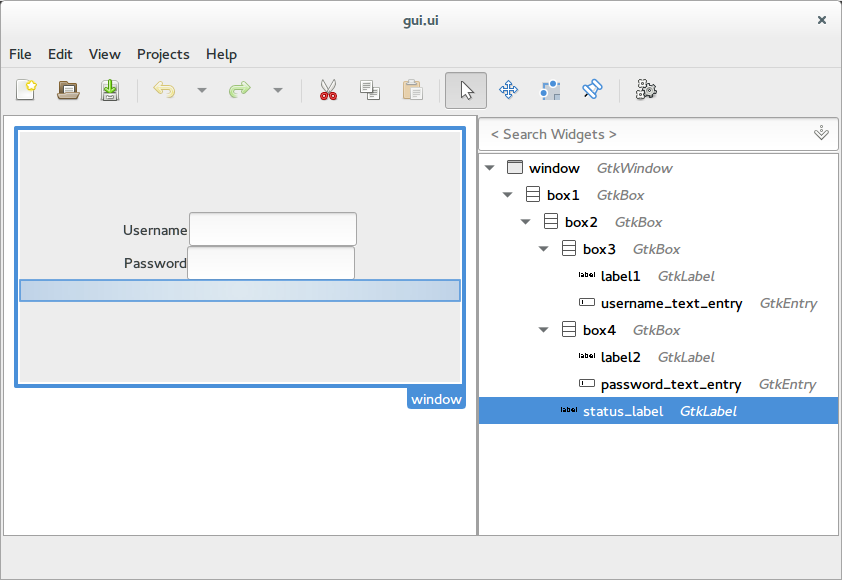 gui.ui
File Edit View Projects Help
< Search Widgets >
window GtkWindow
box1 GtkBox
box2 GtkBox
box3 GtkBox
label label1 GtkLabel
username_text_entry GtkEntry
box4 GtkBox
label label2 GtkLabel
password_text_entry GtkEntry
label status_label GtkLabel
Username
Password
window